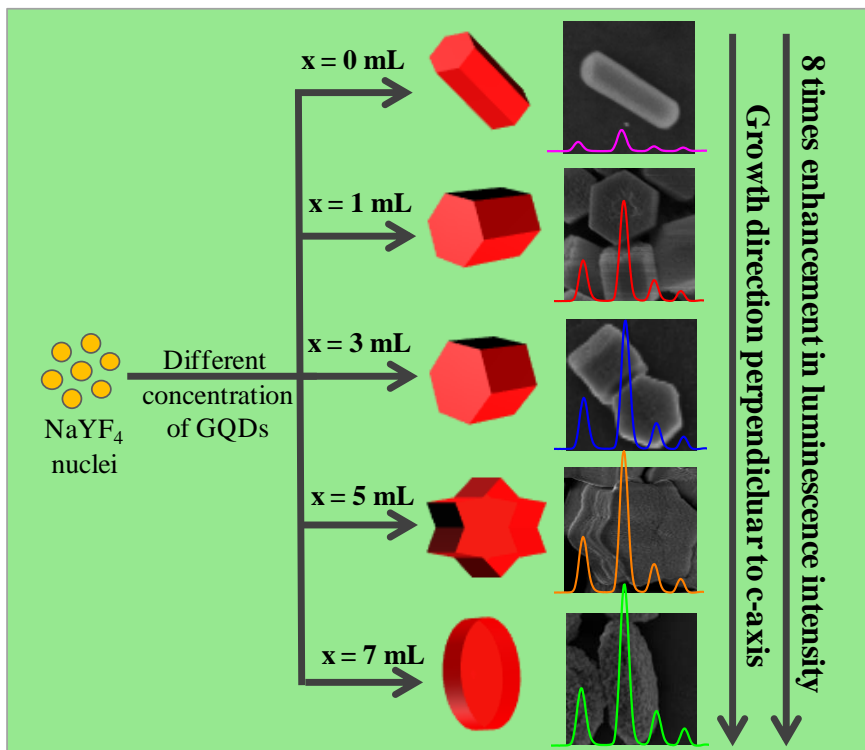 x = 0 mL
x = 1 mL
x = 3 mL
x = 5 mL
x = 7 mL
NaYF₄
nuclei
Different
concentration
of GQDs
Growth direction perpendicluar to c-axis
8 times enhancement in luminescence intensity